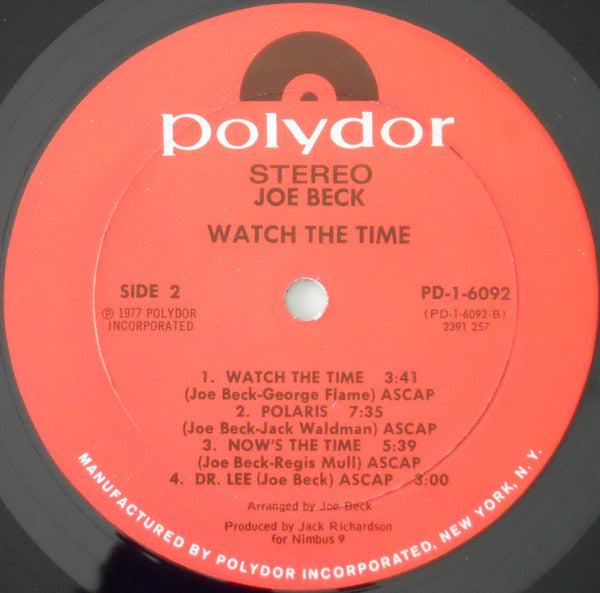 polydor
STEREO
JOE BECK
WATCH THE TIME
SIDE 2
℗ 1977 POLYDOR
INCORPORATED
PD-1-6092
(PD-1-6092-B)
2391 257
1. WATCH THE TIME 3:41
(Joe Beck-George Flame) ASCAP
2. POLARIS 7:35
(Joe Beck-Jack Waldman) ASCAP
3. NOW'S THE TIME 5:39
(Joe Beck-Regis Mull) ASCAP
4. DR. LEE (Joe Beck) ASCAP 3:00
Arranged by Joe Beck
Produced by Jack Richardson
for Nimbus 9
MANUFACTURED BY POLYDOR INCORPORATED, NEW YORK, N.Y.